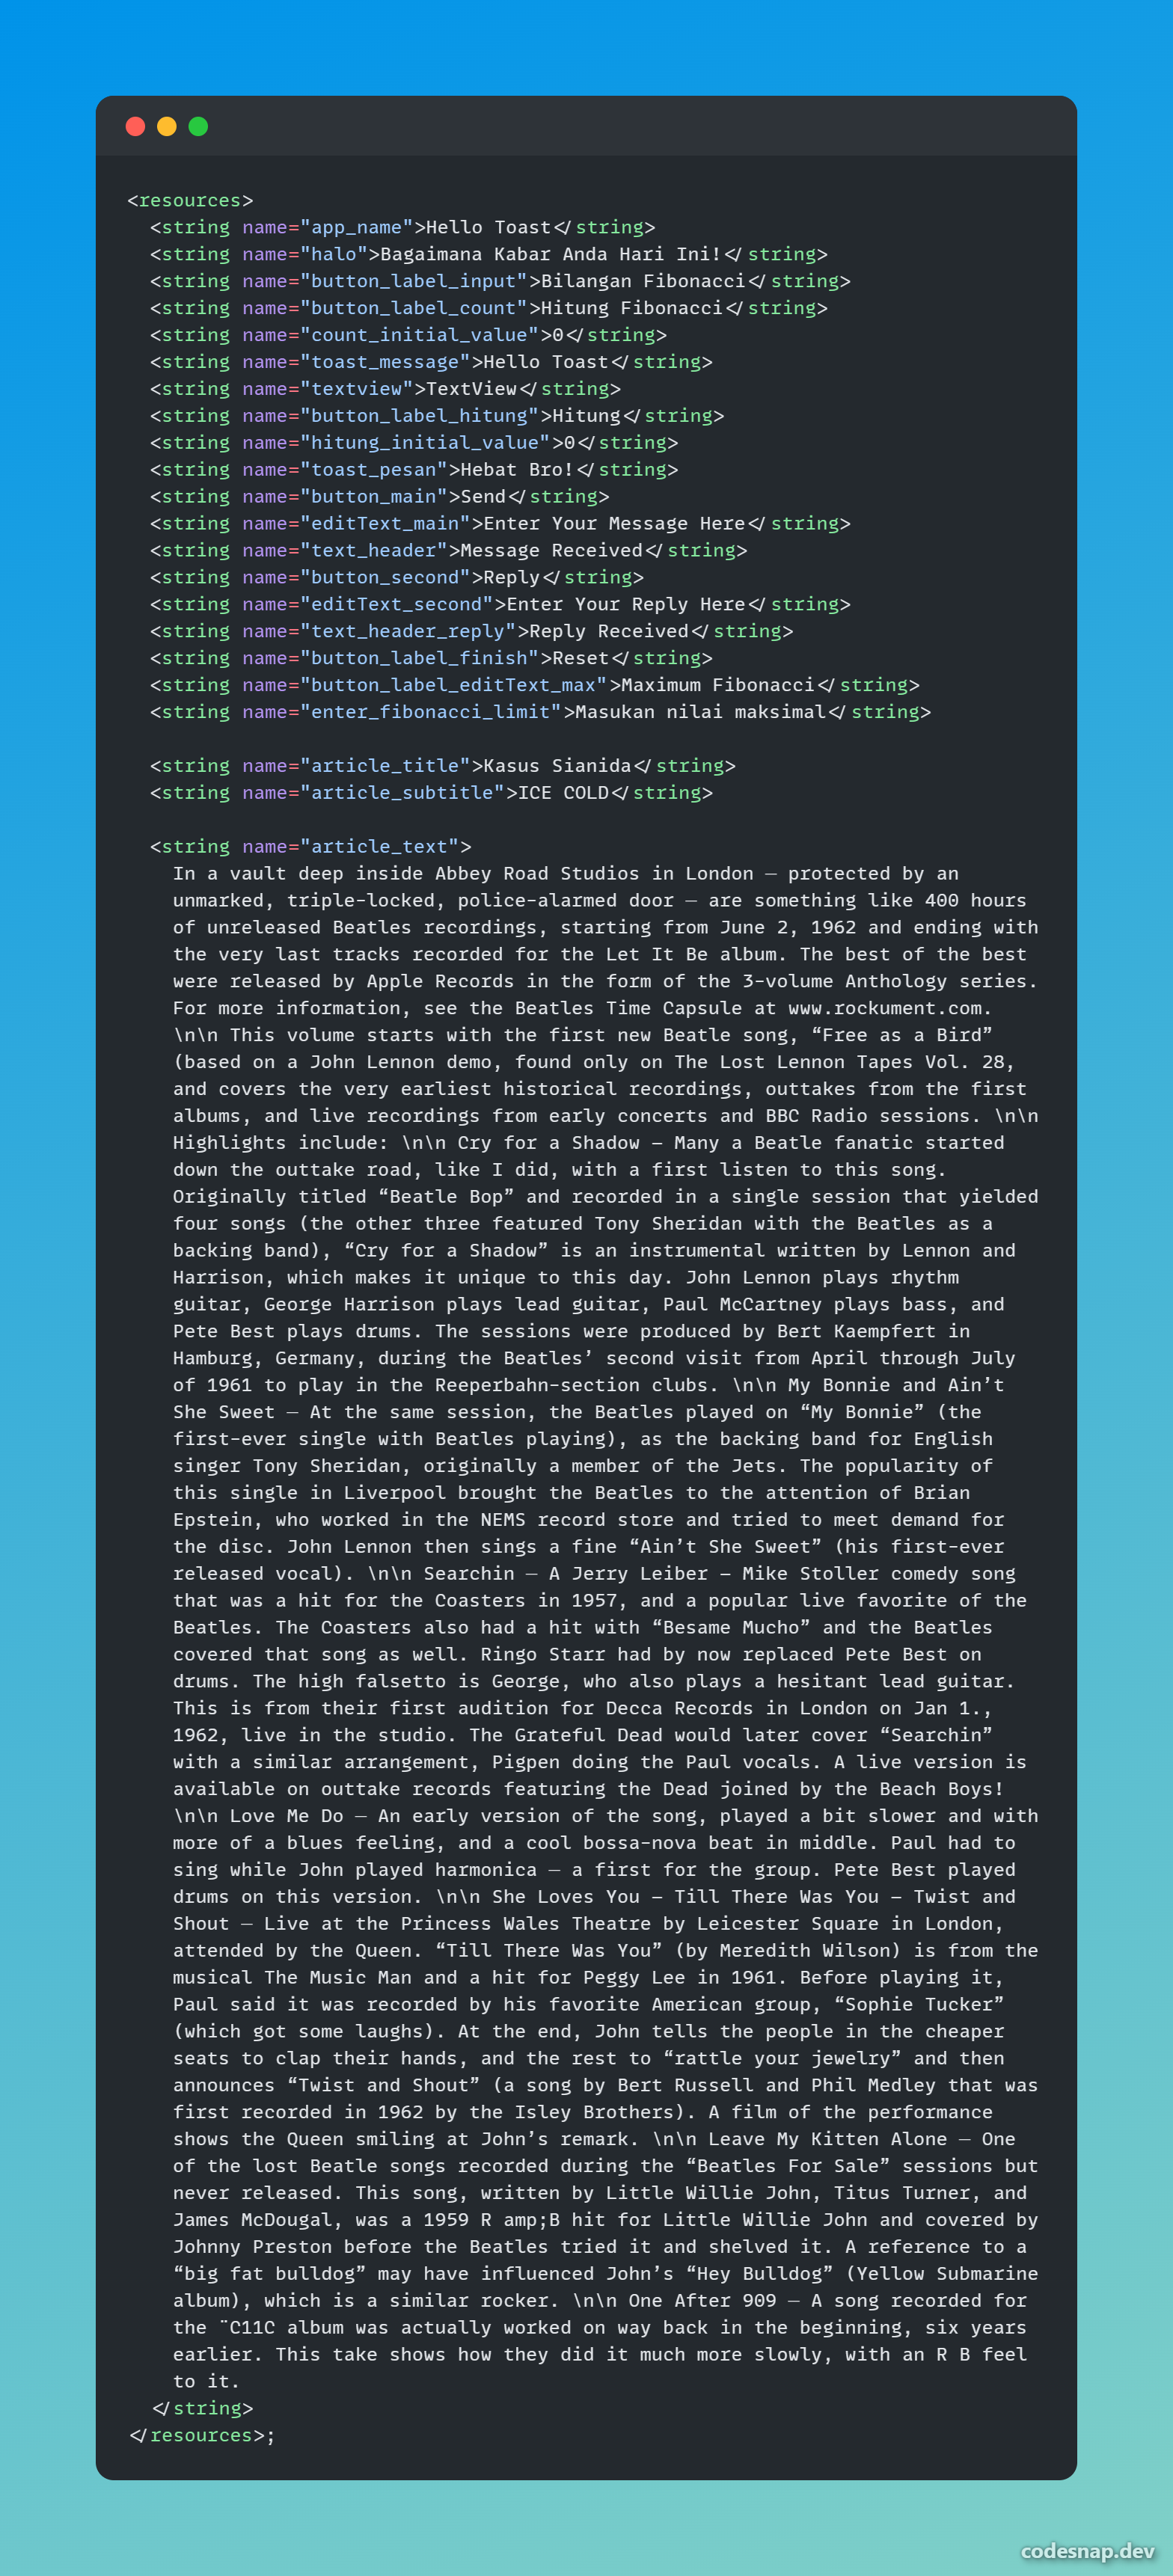 <resources>
<string name="app_name">Hello Toast</string>
<string name="halo">Bagaimana Kabar Anda Hari Ini!</string>
<string name="button_label_input">Bilangan Fibonacci</string>
<string name="button_label_count">Hitung Fibonacci</string>
<string name="count_initial_value">0</string>
<string name="toast_message">Hello Toast</string>
<string name="textview">TextView</string>
<string name="button_label_hitung">Hitung</string>
<string name="hitung_initial_value">0</string>
<string name="toast_pesan">Hebat Bro!</string>
<string name="button_main">Send</string>
<string name="editText_main">Enter Your Message Here</string>
<string name="text_header">Message Received</string>
<string name="button_second">Reply</string>
<string name="editText_second">Enter Your Reply Here</string>
<string name="text_header_reply">Reply Received</string>
<string name="button_label_finish">Reset</string>
<string name="button_label_editText_max">Maximum Fibonacci</string>
<string name="enter_fibonacci_limit">Masukan nilai maksimal</string>
<string name="article_title">Kasus Sianida</string>
<string name="article_subtitle">ICE COLD</string>
<string name="article_text">
In a vault deep inside Abbey Road Studios in London — protected by an
unmarked, triple-locked, police-alarmed door — are something like 400 hours
of unreleased Beatles recordings, starting from June 2, 1962 and ending with
the very last tracks recorded for the Let It Be album. The best of the best
were released by Apple Records in the form of the 3-volume Anthology series.
For more information, see the Beatles Time Capsule at www.rockument.com.
\n\n This volume starts with the first new Beatle song, “Free as a Bird”
(based on a John Lennon demo, found only on The Lost Lennon Tapes Vol. 28,
and covers the very earliest historical recordings, outtakes from the first
albums, and live recordings from early concerts and BBC Radio sessions. \n\n
Highlights include: \n\n Cry for a Shadow – Many a Beatle fanatic started
down the outtake road, like I did, with a first listen to this song.
Originally titled “Beatle Bop” and recorded in a single session that yielded
four songs (the other three featured Tony Sheridan with the Beatles as a
backing band), “Cry for a Shadow” is an instrumental written by Lennon and
Harrison, which makes it unique to this day. John Lennon plays rhythm
guitar, George Harrison plays lead guitar, Paul McCartney plays bass, and
Pete Best plays drums. The sessions were produced by Bert Kaempfert in
Hamburg, Germany, during the Beatles’ second visit from April through July
of 1961 to play in the Reeperbahn-section clubs. \n\n My Bonnie and Ain’t
She Sweet — At the same session, the Beatles played on “My Bonnie” (the
first-ever single with Beatles playing), as the backing band for English
singer Tony Sheridan, originally a member of the Jets. The popularity of
this single in Liverpool brought the Beatles to the attention of Brian
Epstein, who worked in the NEMS record store and tried to meet demand for
the disc. John Lennon then sings a fine “Ain’t She Sweet” (his first-ever
released vocal). \n\n Searchin — A Jerry Leiber – Mike Stoller comedy song
that was a hit for the Coasters in 1957, and a popular live favorite of the
Beatles. The Coasters also had a hit with “Besame Mucho” and the Beatles
covered that song as well. Ringo Starr had by now replaced Pete Best on
drums. The high falsetto is George, who also plays a hesitant lead guitar.
This is from their first audition for Decca Records in London on Jan 1.,
1962, live in the studio. The Grateful Dead would later cover “Searchin”
with a similar arrangement, Pigpen doing the Paul vocals. A live version is
available on outtake records featuring the Dead joined by the Beach Boys!
\n\n Love Me Do — An early version of the song, played a bit slower and with
more of a blues feeling, and a cool bossa-nova beat in middle. Paul had to
sing while John played harmonica — a first for the group. Pete Best played
drums on this version. \n\n She Loves You – Till There Was You – Twist and
Shout — Live at the Princess Wales Theatre by Leicester Square in London,
attended by the Queen. “Till There Was You” (by Meredith Wilson) is from the
musical The Music Man and a hit for Peggy Lee in 1961. Before playing it,
Paul said it was recorded by his favorite American group, “Sophie Tucker”
(which got some laughs). At the end, John tells the people in the cheaper
seats to clap their hands, and the rest to “rattle your jewelry” and then
announces “Twist and Shout” (a song by Bert Russell and Phil Medley that was
first recorded in 1962 by the Isley Brothers). A film of the performance
shows the Queen smiling at John’s remark. \n\n Leave My Kitten Alone — One
of the lost Beatle songs recorded during the “Beatles For Sale” sessions but
never released. This song, written by Little Willie John, Titus Turner, and
James McDougal, was a 1959 R amp;B hit for Little Willie John and covered by
Johnny Preston before the Beatles tried it and shelved it. A reference to a
“big fat bulldog” may have influenced John’s “Hey Bulldog” (Yellow Submarine
album), which is a similar rocker. \n\n One After 909 — A song recorded for
the ¨C11C album was actually worked on way back in the beginning, six years
earlier. This take shows how they did it much more slowly, with an R B feel
to it.
</string>
</resources>;
codesnap.dev